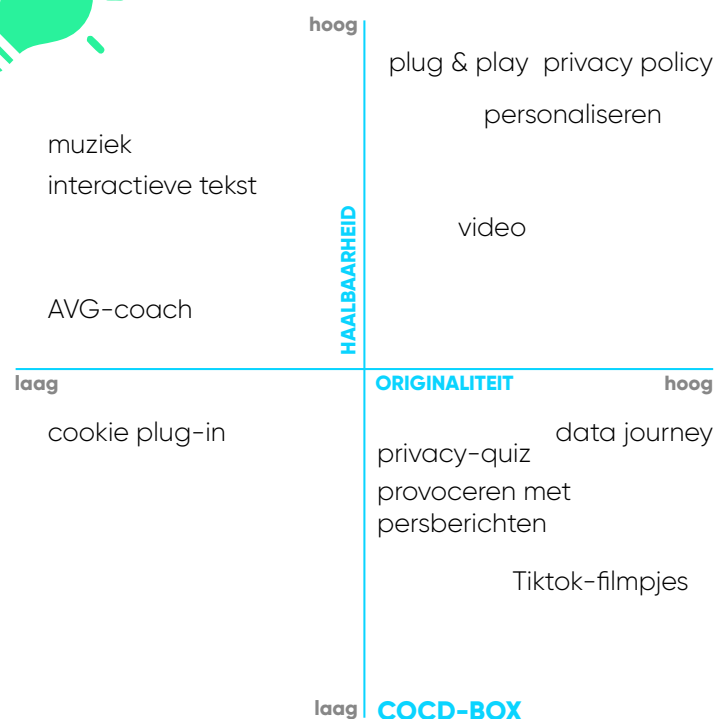 hoog
plug & play privacy policy
personaliseren
muziek
interactieve tekst
video
HAALBAARHEID
AVG-coach
laag
ORIGINALITEIT
hoog
cookie plug-in
data journey
privacy-quiz
provoceren met
persberichten
Tiktok-filmpjes
laag
COCD-BOX